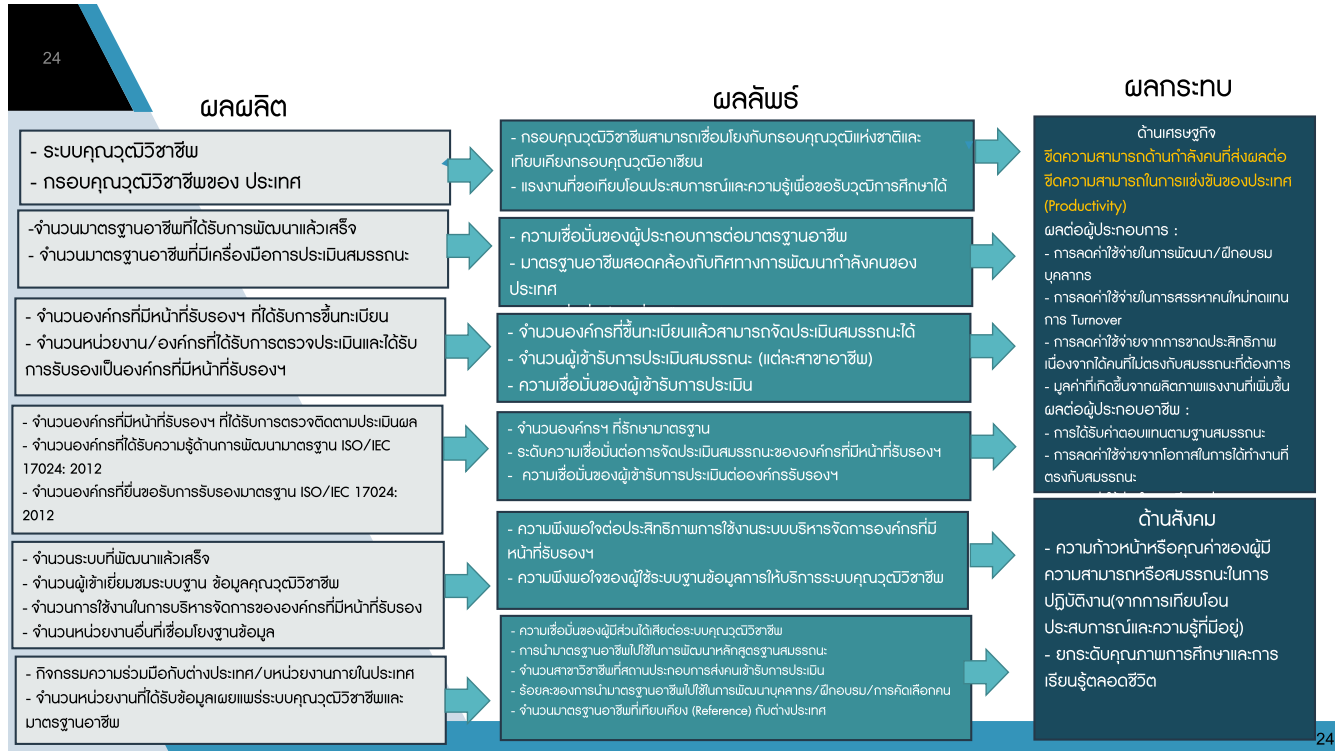 24
ผลผลิต
ผลลัพธ์
ผลกระทบ
- ระบบคุณวุฒิวิชาชีพ
- กรอบคุณวุฒิวิชาชีพของ ประเทศ
- กรอบคุณวุฒิวิชาชีพสามารถเชื่อมโยงกับกรอบคุณวุฒิแห่งชาติและ
เทียบเคียงกรอบคุณวุฒิอาเซียน
- แรงงานที่ขอเทียบโอนประสบการณ์และความรู้เพื่อขอรับวุฒิการศึกษาได้
-จำนวนมาตรฐานอาชีพที่ได้รับการพัฒนาแล้วเสร็จ
- จำนวนมาตรฐานอาชีพที่มีเครื่องมือการประเมินสมรรถนะ
- ความเชื่อมั่นของผู้ประกอบการต่อมาตรฐานอาชีพ
- มาตรฐานอาชีพสอดคล้องกับทิศทางการพัฒนากำลังคนของ
ประเทศ
- จำนวนองค์กรที่มีหน้าที่รับรองฯ ที่ได้รับการขึ้นทะเบียน
- จำนวนหน่วยงาน/องค์กรที่ได้รับการตรวจประเมินและได้รับ
การรับรองเป็นองค์กรที่มีหน้าที่รับรองฯ
- จำนวนองค์กรที่ขึ้นทะเบียนแล้วสามารถจัดประเมินสมรรถนะได้
- จำนวนผู้เข้ารับการประเมินสมรรถนะ (แต่ละสาขาอาชีพ)
- ความเชื่อมั่นของผู้เข้ารับการประเมิน
- จำนวนองค์กรที่มีหน้าที่รับรองฯ ที่ได้รับการตรวจติดตามประเมินผล
- จำนวนองค์กรที่ได้รับความรู้ด้านการพัฒนามาตรฐาน ISO/IEC
17024: 2012
- จำนวนองค์กรที่ยื่นขอรับการรับรองมาตรฐาน ISO/IEC 17024:
2012
- จำนวนองค์กรฯ ที่รักษามาตรฐาน
- ระดับความเชื่อมั่นต่อการจัดประเมินสมรรถนะขององค์กรที่มีหน้าที่รับรองฯ
- ความเชื่อมั่นของผู้เข้ารับการประเมินต่อองค์กรรับรองฯ
- จำนวนระบบที่พัฒนาแล้วเสร็จ
- จำนวนผู้เข้าเยี่ยมชมระบบฐาน ข้อมูลคุณวุฒิวิชาชีพ
- จำนวนการใช้งานในการบริหารจัดการขององค์กรที่มีหน้าที่รับรอง
- จำนวนหน่วยงานอื่นที่เชื่อมโยงฐานข้อมูล
- ความพึงพอใจต่อประสิทธิภาพการใช้งานระบบบริหารจัดการองค์กรที่มี
หน้าที่รับรองฯ
- ความพึงพอใจของผู้ใช้ระบบฐานข้อมูลการให้บริการระบบคุณวุฒิวิชาชีพ
- กิจกรรมความร่วมมือกับต่างประเทศ/บหน่วยงานภายในประเทศ
- จำนวนหน่วยงานที่ได้รับข้อมูลเผยแพร่ระบบคุณวุฒิวิชาชีพและ
มาตรฐานอาชีพ
- ความเชื่อมั่นของผู้มีส่วนได้เสียต่อระบบคุณวุฒิวิชาชีพ
- การนำมาตรฐานอาชีพไปใช้ในการพัฒนาหลักสูตรฐานสมรรถนะ
- จำนวนสาขาวิชาชีพที่สถานประกอบการส่งคนเข้ารับการประเมิน
- ร้อยละของการนำมาตรฐานอาชีพไปใช้ในการพัฒนาบุคลากร/ฝึกอบรม/การคัดเลือกคน
- จำนวนมาตรฐานอาชีพที่เทียบเคียง (Reference) กับต่างประเทศ
ด้านเศรษฐกิจ
ขีดความสามารถด้านกำลังคนที่ส่งผลต่อ
ขีดความสามารถในการแข่งขันของประเทศ
(Productivity)
ผลต่อผู้ประกอบการ :
- การลดค่าใช้จ่ายในการพัฒนา/ฝึกอบรม
บุคลากร
- การลดค่าใช้จ่ายในการสรรหาคนใหม่ทดแทน
การ Turnover
- การลดค่าใช้จ่ายจากการขาดประสิทธิภาพ
เนื่องจากได้คนที่ไม่ตรงกับสมรรถนะที่ต้องการ
- มูลค่าที่เกิดขึ้นจากผลิตภาพแรงงานที่เพิ่มขึ้น
ผลต่อผู้ประกอบอาชีพ :
- การได้รับค่าตอบแทนตามฐานสมรรถนะ
- การลดค่าใช้จ่ายจากโอกาสในการได้ทำงานที่
ตรงกับสมรรถนะ
ด้านสังคม
- ความก้าวหน้าหรือคุณค่าของผู้มี
ความสามารถหรือสมรรถนะในการ
ปฏิบัติงาน(จากการเทียบโอน
ประสบการณ์และความรู้ที่มีอยู่)
- ยกระดับคุณภาพการศึกษาและการ
เรียนรู้ตลอดชีวิต
24